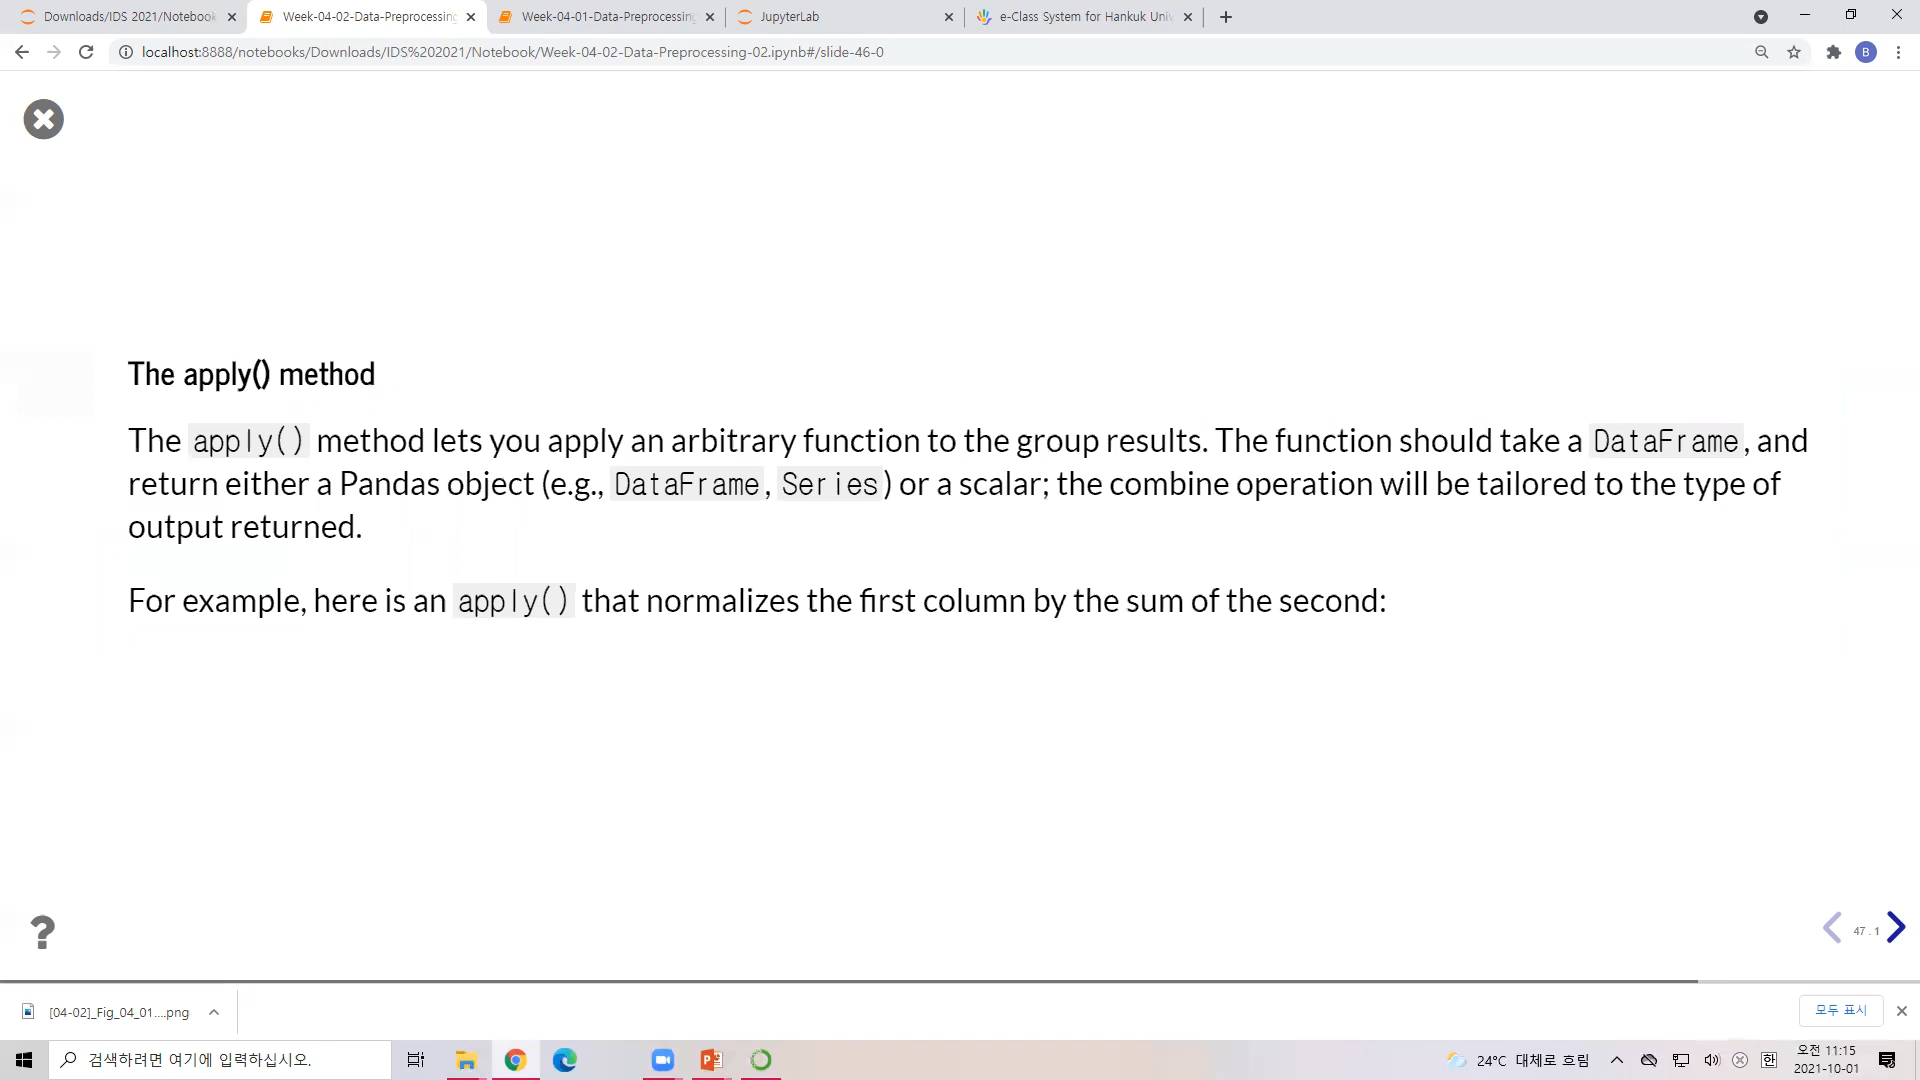 Downloads/IDS 2021/Notebook
Week-04-02-Data-Preprocessing
Week-04-01-Data-Preprocessing
JupyterLab
e-Class System for Hankuk Univ
localhost:8888/notebooks/Downloads/IDS%202021/Notebook/Week-04-02-Data-Preprocessing-02.ipynb#/slide-46-0
B
The apply() method
The apply() method lets you apply an arbitrary function to the group results. The function should take a DataFrame, and
return either a Pandas object (e.g., DataFrame, Series) or a scalar; the combine operation will be tailored to the type of
output returned.
For example, here is an apply() that normalizes the first column by the sum of the second:
?
47 . 1
[04-02]_Fig_04_01....png
모두 표시
검색하려면 여기에 입력하십시오.
24°C 대체로 흐림
한
오전 11:15
2021-10-01